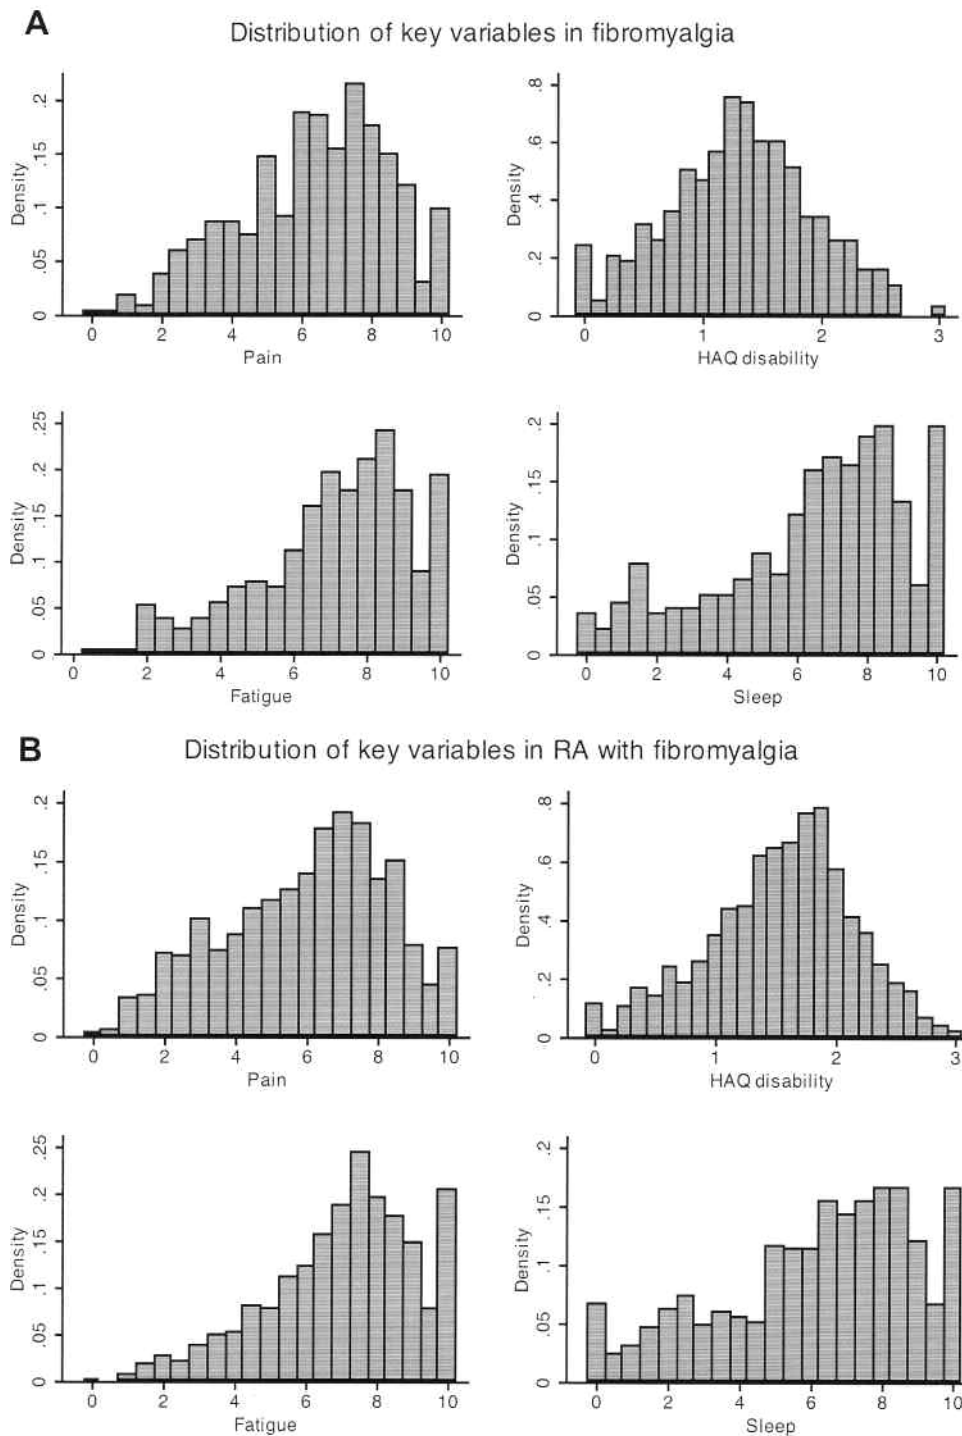 A
Distribution of key variables in fibromyalgia
Density
0 .05 .1 .15 .2
0 2 4 6 8 10
Pain
Density
0 .2 .4 .6 .8
0 1 2 3
HAQ disability
Density
0 .05 .1 .15 .2 .25
0 2 4 6 8 10
Fatigue
Density
0 .05 .1 .15 .2
0 2 4 6 8 10
Sleep
B
Distribution of key variables in RA with fibromyalgia
Density
0 .05 .1 .15 .2
0 2 4 6 8 10
Pain
Density
0 .2 .4 .6 .8
0 1 2 3
HAQ disability
Density
0 .05 .1 .15 .2 .25
0 2 4 6 8 10
Fatigue
Density
0 .05 .1 .15 .2
0 2 4 6 8 10
Sleep